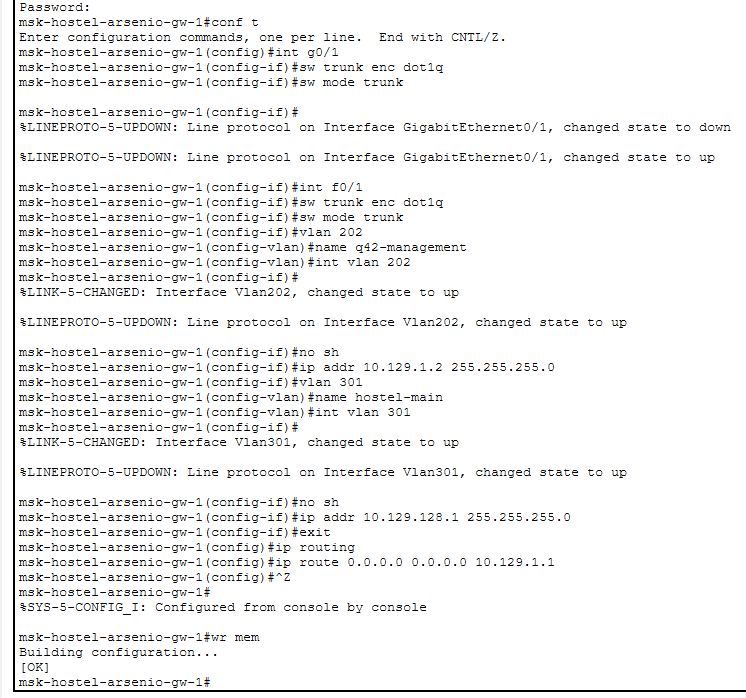 Password:
msk-hostel-arsenio-gw-1#conf t
Enter configuration commands, one per line.  End with CNTL/Z.
msk-hostel-arsenio-gw-1(config)#int g0/1
msk-hostel-arsenio-gw-1(config-if)#sw trunk enc dot1q
msk-hostel-arsenio-gw-1(config-if)#sw mode trunk
msk-hostel-arsenio-gw-1(config-if)#
%LINEPROTO-5-UPDOWN: Line protocol on Interface GigabitEthernet0/1, changed state to down
%LINEPROTO-5-UPDOWN: Line protocol on Interface GigabitEthernet0/1, changed state to up
msk-hostel-arsenio-gw-1(config-if)#int f0/1
msk-hostel-arsenio-gw-1(config-if)#sw trunk enc dot1q
msk-hostel-arsenio-gw-1(config-if)#sw mode trunk
msk-hostel-arsenio-gw-1(config-if)#vlan 202
msk-hostel-arsenio-gw-1(config-vlan)#name q42-management
msk-hostel-arsenio-gw-1(config-vlan)#int vlan 202
msk-hostel-arsenio-gw-1(config-if)#
%LINK-5-CHANGED: Interface Vlan202, changed state to up
%LINEPROTO-5-UPDOWN: Line protocol on Interface Vlan202, changed state to up
msk-hostel-arsenio-gw-1(config-if)#no sh
msk-hostel-arsenio-gw-1(config-if)#ip addr 10.129.1.2 255.255.255.0
msk-hostel-arsenio-gw-1(config-if)#vlan 301
msk-hostel-arsenio-gw-1(config-vlan)#name hostel-main
msk-hostel-arsenio-gw-1(config-vlan)#int vlan 301
msk-hostel-arsenio-gw-1(config-if)#
%LINK-5-CHANGED: Interface Vlan301, changed state to up
%LINEPROTO-5-UPDOWN: Line protocol on Interface Vlan301, changed state to up
msk-hostel-arsenio-gw-1(config-if)#no sh
msk-hostel-arsenio-gw-1(config-if)#ip addr 10.129.128.1 255.255.255.0
msk-hostel-arsenio-gw-1(config-if)#exit
msk-hostel-arsenio-gw-1(config)#ip routing
msk-hostel-arsenio-gw-1(config)#ip route 0.0.0.0 0.0.0.0 10.129.1.1
msk-hostel-arsenio-gw-1(config)#^Z
msk-hostel-arsenio-gw-1#
%SYS-5-CONFIG_I: Configured from console by console
msk-hostel-arsenio-gw-1#wr mem
Building configuration...
[OK]
msk-hostel-arsenio-gw-1#